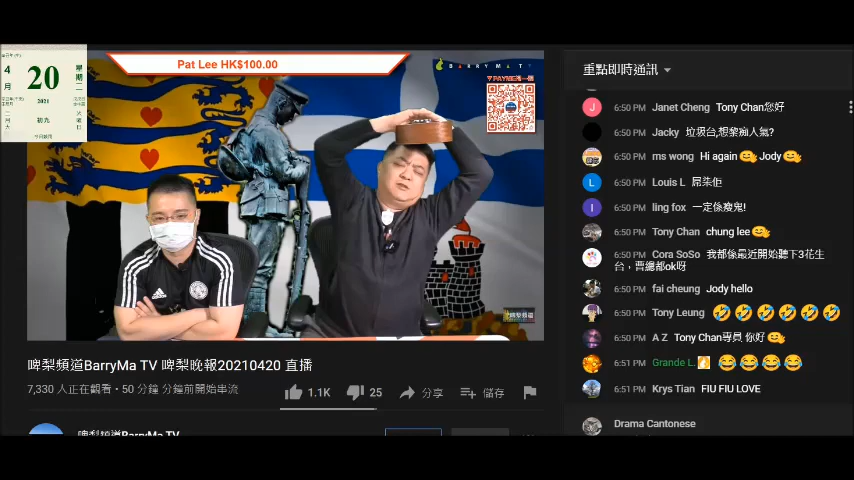 4
月
20
2021
初九
星
期
二
Pat Lee HK$100.00
BARRYMA TV
啤梨頻道BarryMa TV 啤梨晚報20210420 直播
7,330 人正在觀看 • 50 分鐘 分鐘前開始串流
1.1K
25
分享
儲存
啤梨頻道BarryMa TV
重點即時通訊
6:50 PM Janet Cheng Tony Chan您好
6:50 PM Jacky 垃圾台,想黎痴人氣?
6:50 PM ms wong Hi again 😋 Jody 😋
6:50 PM Louis L 屌柒佢
6:50 PM ling fox 一定係瘦鬼!
6:50 PM Tony Chan chung lee 😋
6:50 PM Cora SoSo 我都係最近開始聽下3花生
台，曹總都ok呀
6:50 PM fai cheung Jody hello
6:50 PM Tony Leung 🤣🤣🤣🤣🤣🤣
6:50 PM A Z Tony Chan專員 你好 😋
6:51 PM Grande L. 😂😂😂😂
6:51 PM Krys Tian FIU FIU LOVE
Drama Cantonese